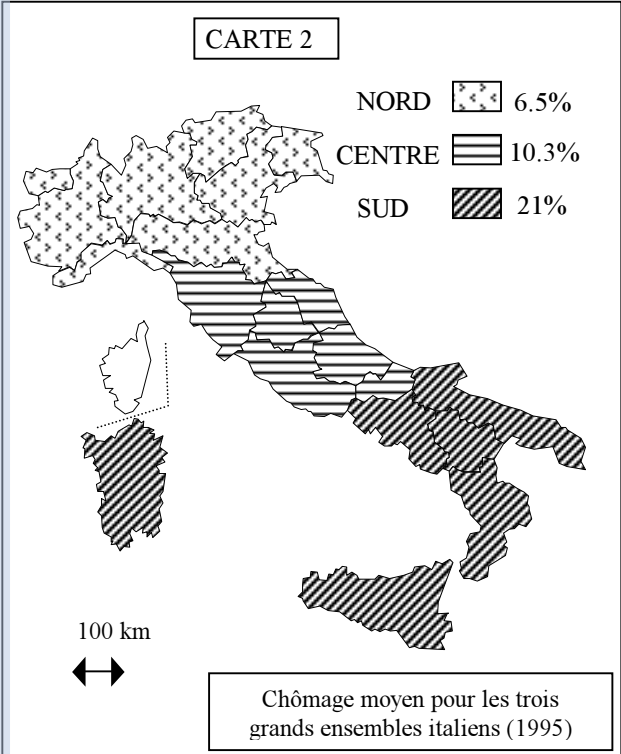 CARTE 2
NORD 6.5%
CENTRE 10.3%
SUD 21%
100 km
Chômage moyen pour les trois
grands ensembles italiens (1995)